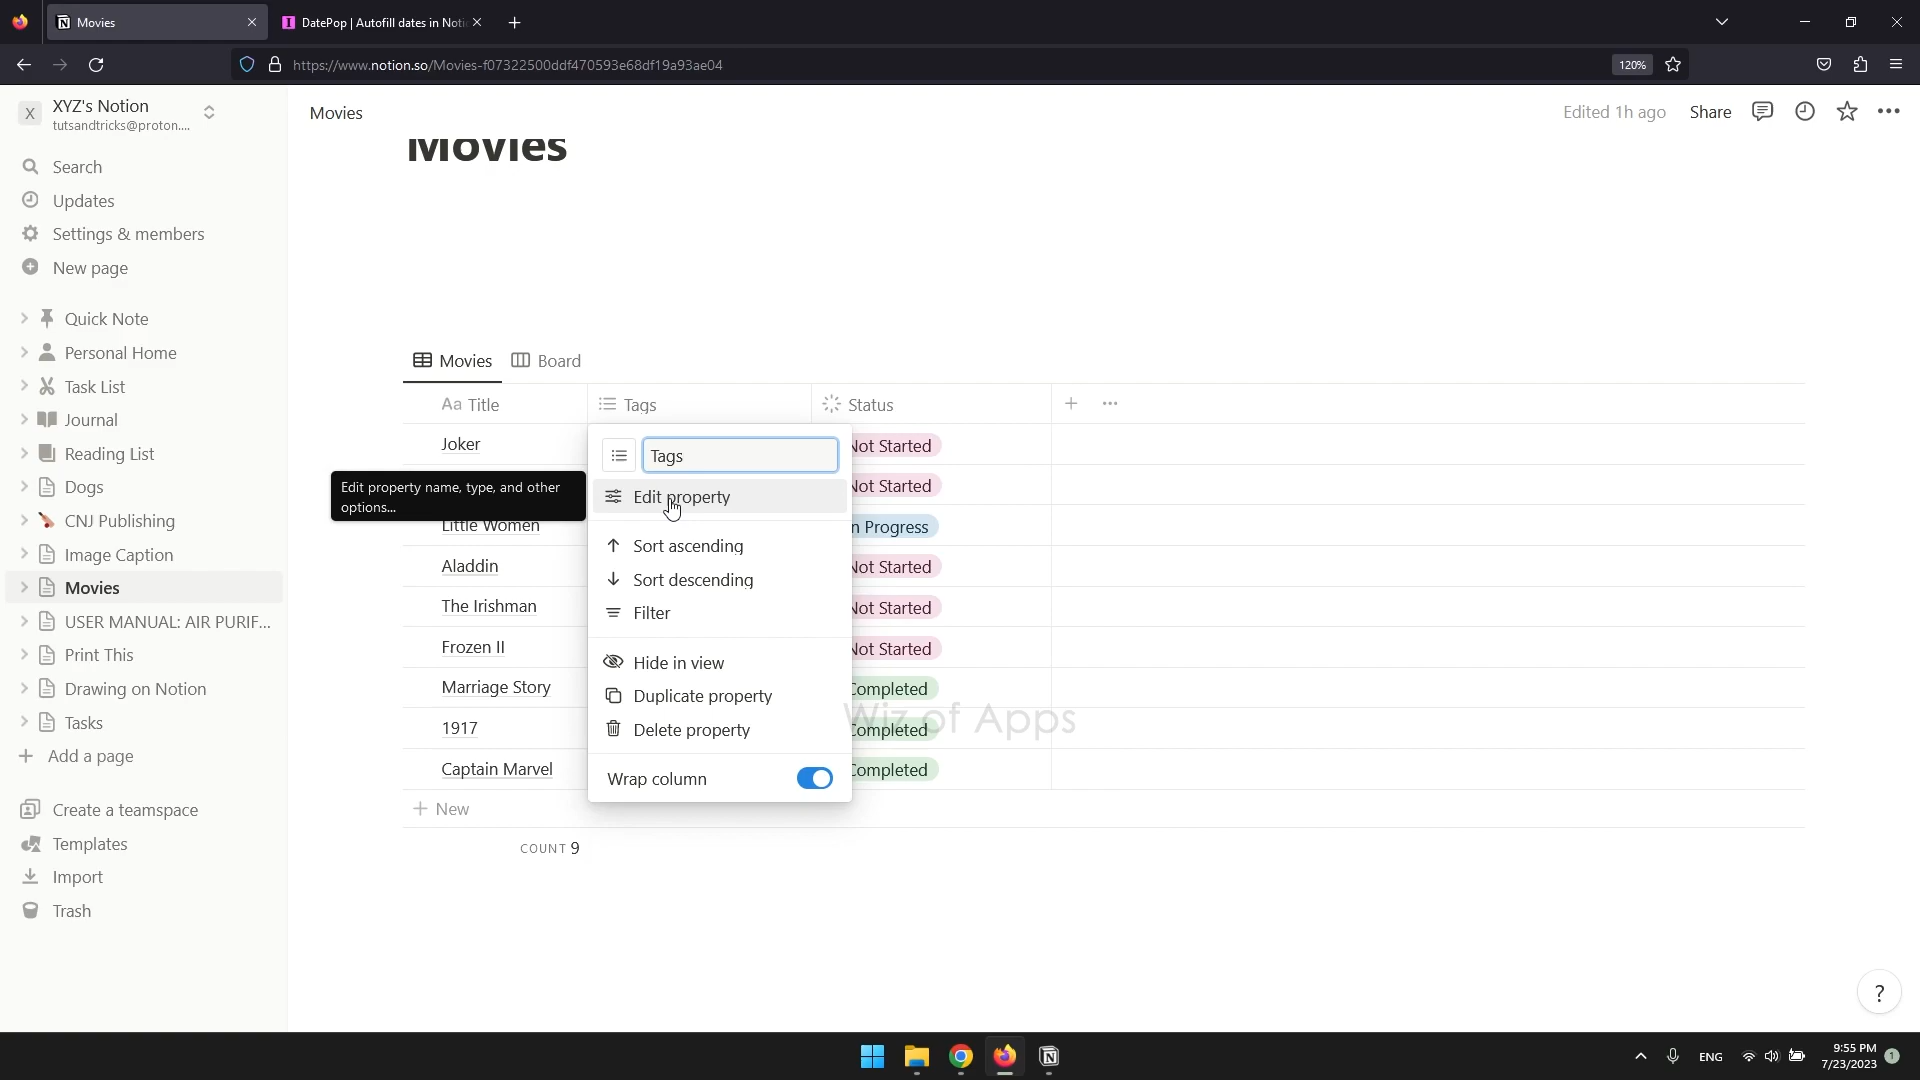 Movies
DatePop | Autofill dates in Noti
https://www.notion.so/Movies-f07322500ddf470593e68df19a93ae04
120%
X
XYZ's Notion
tutsandtricks@proton....
Search
Updates
Settings & members
New page
Quick Note
Personal Home
Task List
Journal
Reading List
Dogs
CNJ Publishing
Image Caption
Movies
USER MANUAL: AIR PURIF...
Print This
Drawing on Notion
Tasks
Add a page
Create a teamspace
Templates
Import
Trash
Movies
Edited 1h ago
Share
Movies
Movies
Board
Aa Title
Tags
Status
Joker
Not Started
Tags
Edit property name, type, and other
options...
Edit property
Not Started
Little Women
In Progress
Sort ascending
Aladdin
Not Started
Sort descending
The Irishman
Not Started
Filter
Frozen II
Not Started
Hide in view
Marriage Story
Completed
Duplicate property
Wiz of Apps
1917
Completed
Delete property
Captain Marvel
Completed
Wrap column
New
COUNT 9
?
ENG
9:55 PM
7/23/2023
1